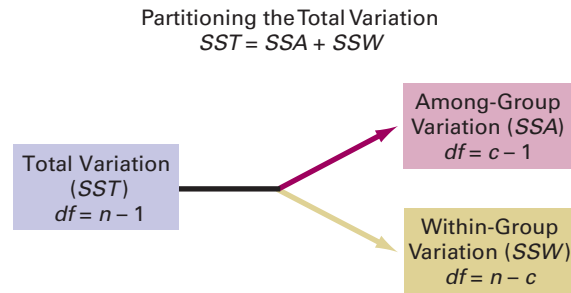 Partitioning the Total Variation
SST = SSA + SSW
Total Variation
(SST)
df = n – 1
Among-Group
Variation (SSA)
df = c – 1
Within-Group
Variation (SSW)
df = n – c